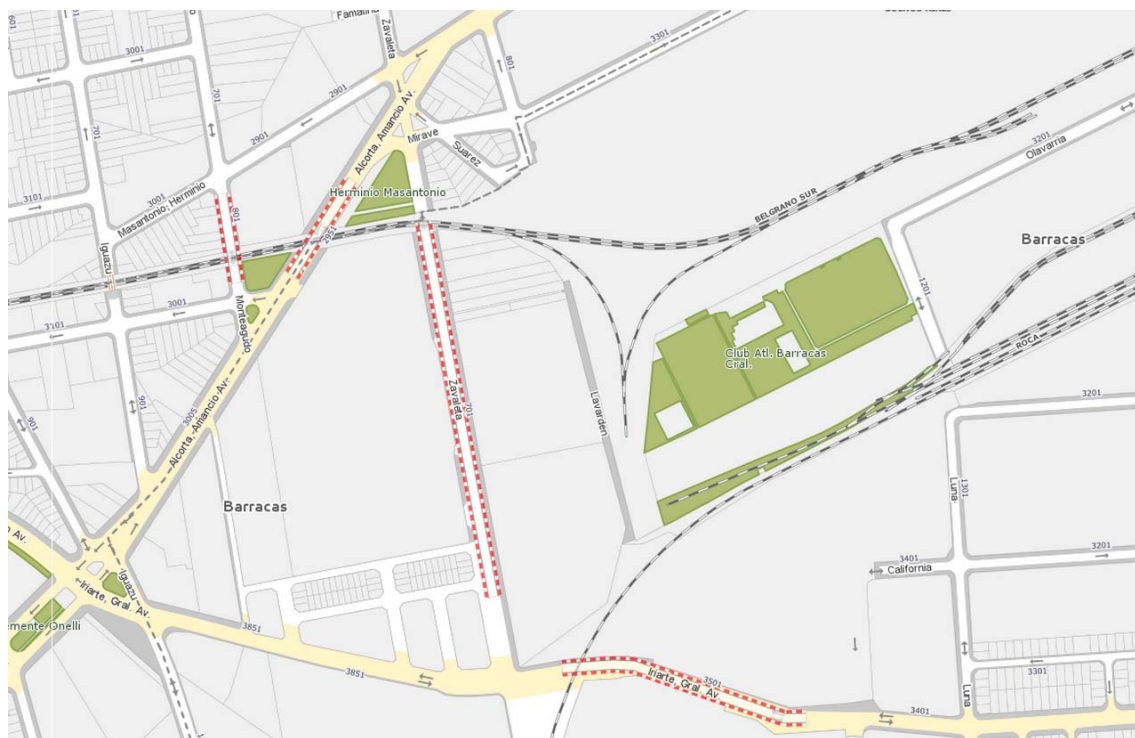 Famatina
601
Zavaleta
3001
801
3301
701
2901
Alcorta, Amancio Av.
Mirave
3201
701
2901
Suarez
Olavarria
3101
3001
Masantonio, Herminio
Herminio Masantonio
BELGRANO SUR
801
2951
Barracas
Iguazu
1201
3001
3101
Monteagudo
ROCA
Club Atl. Barracas
Cral.
Zavaleta
701
Lavarden
3201
901
901
3005
Alcorta, Amancio Av.
Luna
1301
Barracas
3401
3201
California
Av.
Iguazu
Iriarte, Gral. Av.
emente Onelli
3851
3851
3501
Iriarte, Gral. Av.
3301
Luna
3401